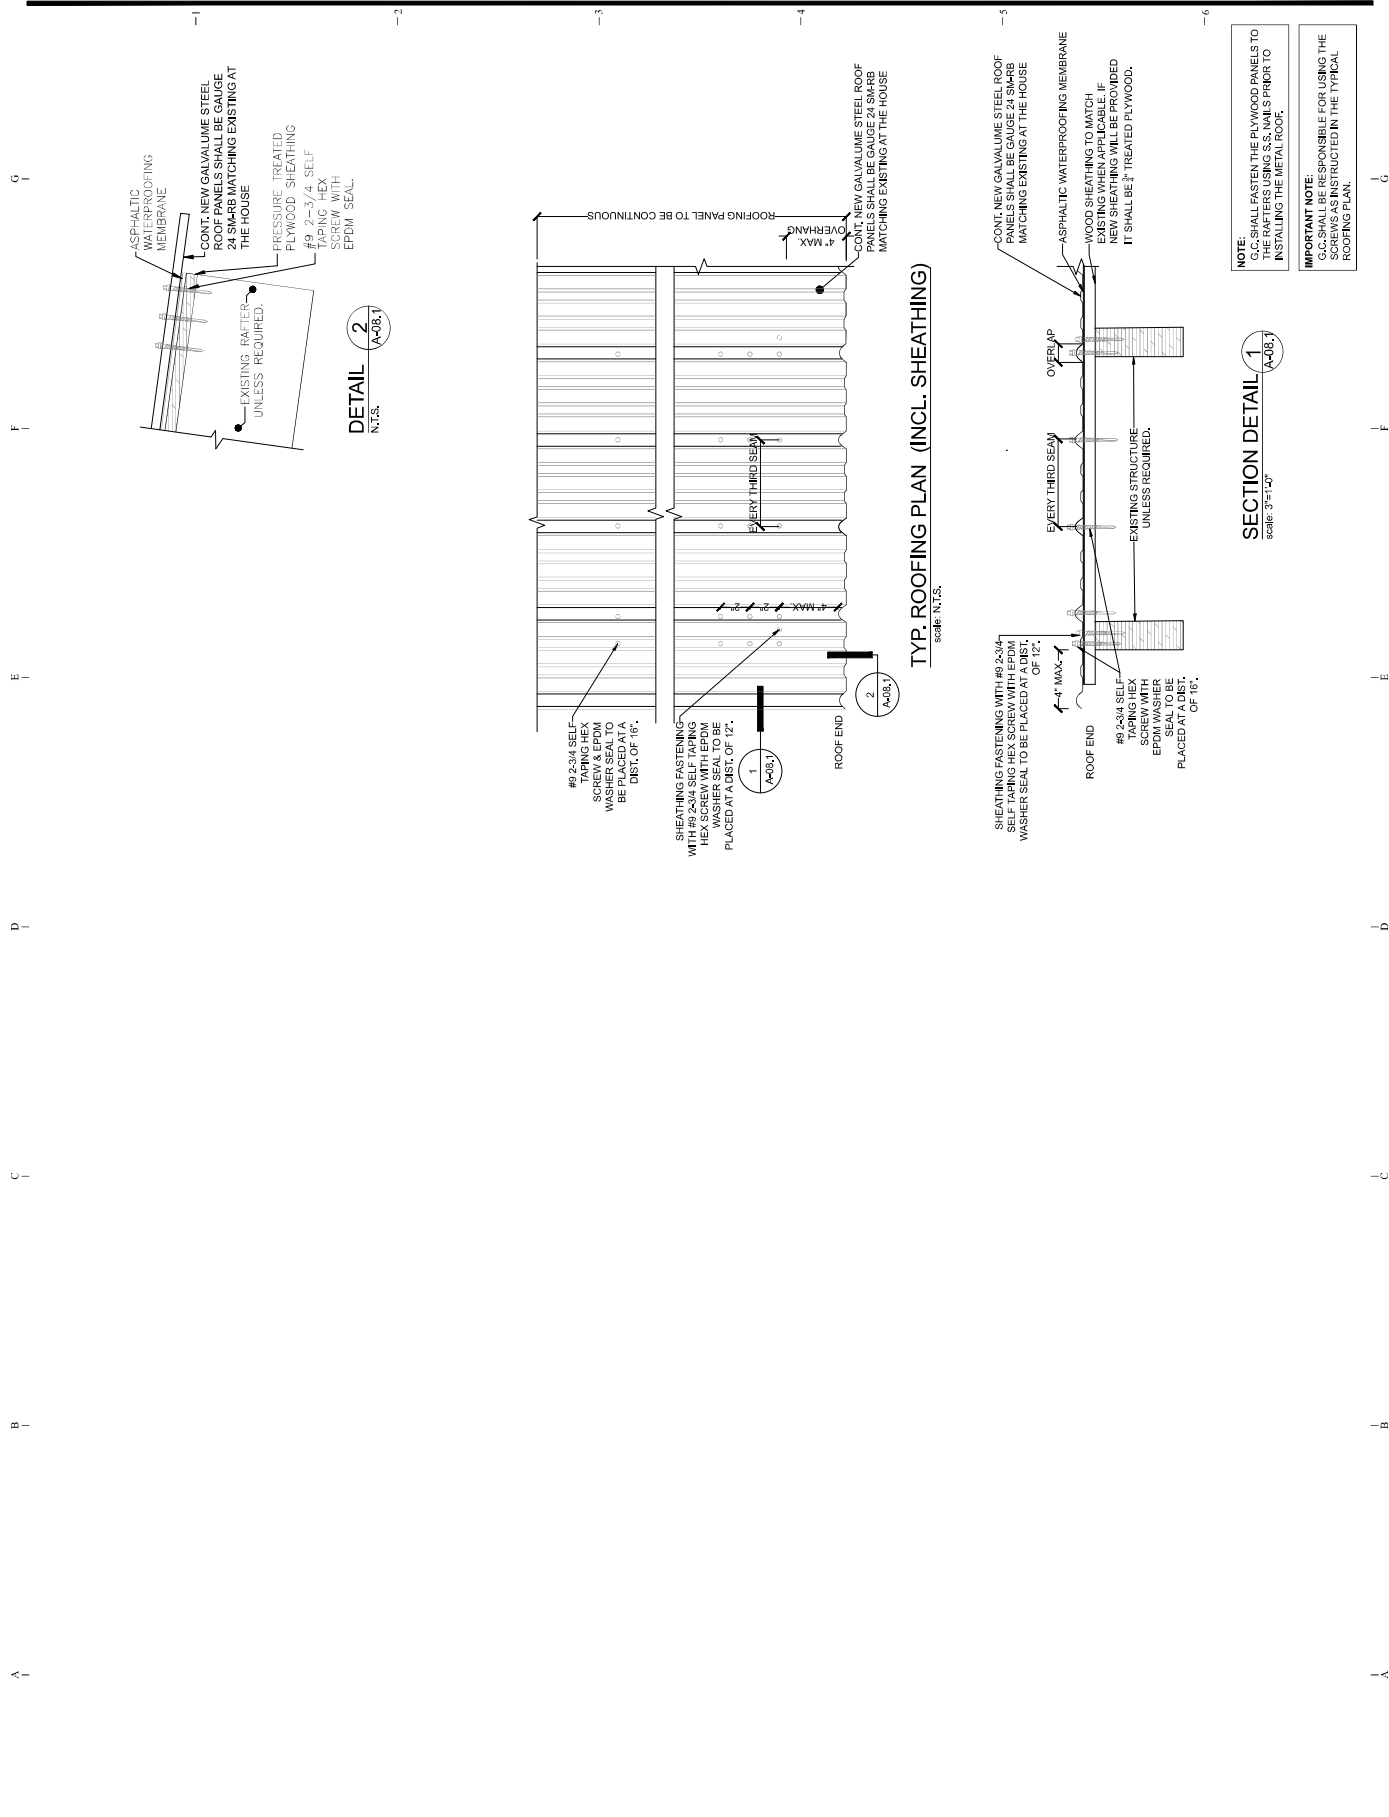 1
2
3
4
5
6
G
F
E
D
C
B
A
G
F
E
D
C
B
A
ASPHALTIC
WATERPROOFING
MEMBRANE
CONT. NEW GALVALUME STEEL
ROOF PANELS SHALL BE GAUGE
24 SM-RB MATCHING EXISTING AT
THE HOUSE
PRESSURE TREATED
PLYWOOD SHEATHING
#9 2-3/4 SELF
TAPING HEX
SCREW WITH
EPDM SEAL.
EXISTING RAFTER
UNLESS REQUIRED.
DETAIL
N.T.S.
2
A-08.1
ROOFING PANEL TO BE CONTINUOUS
4" MAX.
OVERHANG
CONT. NEW GALVALUME STEEL ROOF
PANELS SHALL BE GAUGE 24 SM-RB
MATCHING EXISTING AT THE HOUSE
EVERY THIRD SEAM
2"
2"
4" MAX.
#9 2-3/4 SELF
TAPING HEX
SCREW & EPDM
WASHER SEAL TO
BE PLACED AT A
DIST. OF 16".
SHEATHING FASTENING
WITH #9 2-3/4 SELF TAPING
HEX SCREW WITH EPDM
WASHER SEAL TO BE
PLACED AT A DIST. OF 12".
1
A-08.1
ROOF END
2
A-08.1
TYP. ROOFING PLAN (INCL. SHEATHING)
scale: N.T.S.
CONT. NEW GALVALUME STEEL ROOF
PANELS SHALL BE GAUGE 24 SM-RB
MATCHING EXISTING AT THE HOUSE
ASPHALTIC WATERPROOFING MEMBRANE
WOOD SHEATHING TO MATCH
EXISTING WHEN APPLICABLE. IF
NEW SHEATHING WILL BE PROVIDED
IT SHALL BE 3/4" TREATED PLYWOOD.
OVERLAP
EVERY THIRD SEAM
EXISTING STRUCTURE
UNLESS REQUIRED.
SHEATHING FASTENING WITH #9 2-3/4
SELF TAPING HEX SCREW WITH EPDM
WASHER SEAL TO BE PLACED AT A DIST.
OF 12".
4" MAX.
ROOF END
#9 2-3/4 SELF
TAPING HEX
SCREW WITH
EPDM WASHER
SEAL TO BE
PLACED AT A DIST.
OF 16".
SECTION DETAIL
scale: 3"=1'-0"
1
A-08.1
NOTE:
G.C. SHALL FASTEN THE PLYWOOD PANELS TO
THE RAFTERS USING S.S. NAILS PRIOR TO
INSTALLING THE METAL ROOF.
IMPORTANT NOTE:
G.C. SHALL BE RESPONSIBLE FOR USING THE
SCREWS AS INSTRUCTED IN THE TYPICAL
ROOFING PLAN.